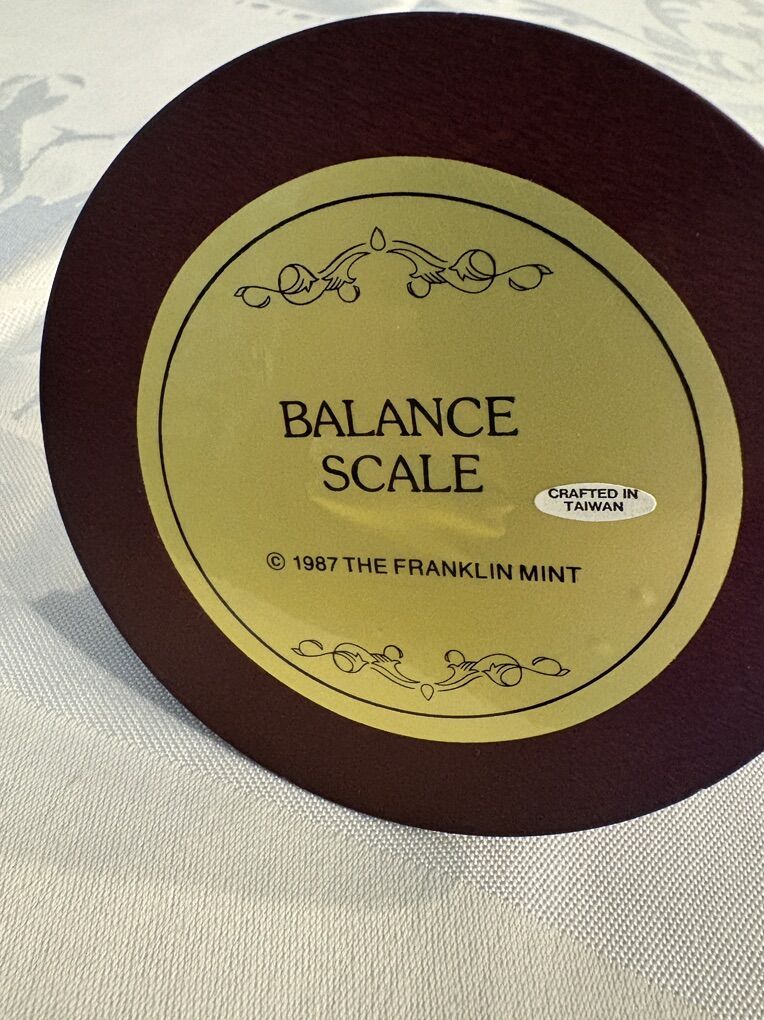 BALANCE
SCALE
CRAFTED IN
TAIWAN
© 1987 THE FRANKLIN MINT